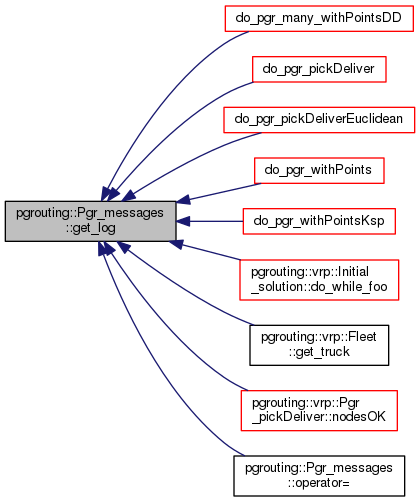 do_pgr_many_withPointsDD
do_pgr_pickDeliver
do_pgr_pickDeliverEuclidean
do_pgr_withPoints
pgrouting::Pgr_messages
::get_log
do_pgr_withPointsKsp
pgrouting::vrp::Initial
_solution::do_while_foo
pgrouting::vrp::Fleet
::get_truck
pgrouting::vrp::Pgr
_pickDeliver::nodesOK
pgrouting::Pgr_messages
::operator=